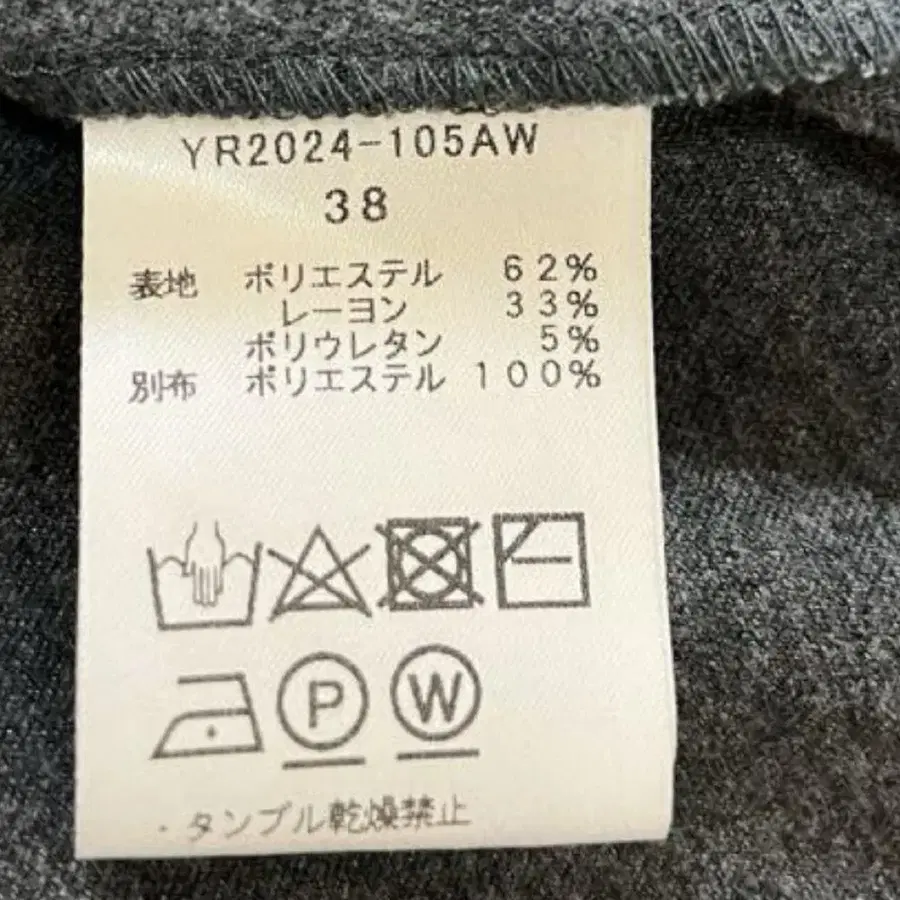 YR2024-105AW
38
表地 ポリエステル 62%
レーヨン 33%
ポリウレタン 5%
別布 ポリエステル 100%
P W
・タンブル乾燥禁止